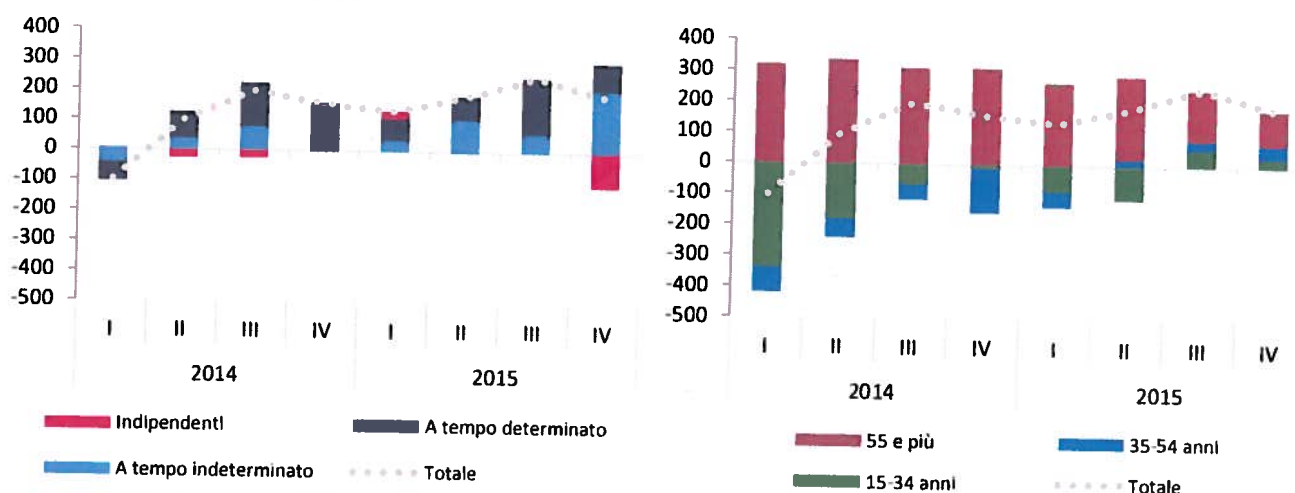 400
300
200
100
0
-100
-200
-300
-400
-500
I II III IV I II III IV
2014 2015
Indipendenti
A tempo determinato
A tempo indeterminato
Totale
400
300
200
100
0
-100
-200
-300
-400
-500
I II III IV I II III IV
2014 2015
55 e più
35-54 anni
15-34 anni
Totale